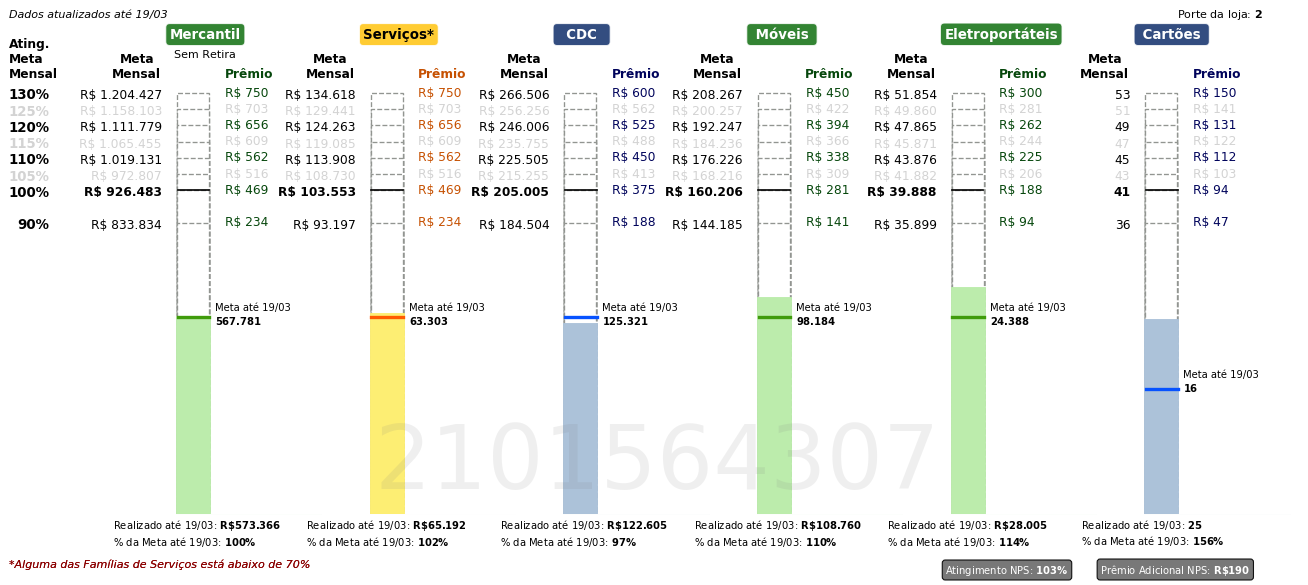 Dados atualizados até 19/03
Porte da loja: 2
Mercantil Serviços* CDC Móveis Eletroportáteis Cartões
Sem Retira
Ating. Meta Mensal
Meta Mensal Prêmio Meta Mensal Prêmio Meta Mensal Prêmio Meta Mensal Prêmio Meta Mensal Prêmio Meta Mensal Prêmio
130% R$ 1.204.427 R$ 750 R$ 134.618 R$ 750 R$ 266.506 R$ 600 R$ 208.267 R$ 450 R$ 51.854 R$ 300 53 R$ 150
125% R$ 1.158.103 R$ 703 R$ 129.441 R$ 703 R$ 256.256 R$ 562 R$ 200.257 R$ 422 R$ 49.860 R$ 281 51 R$ 141
120% R$ 1.111.779 R$ 656 R$ 124.263 R$ 656 R$ 246.006 R$ 525 R$ 192.247 R$ 394 R$ 47.865 R$ 262 49 R$ 131
115% R$ 1.065.455 R$ 609 R$ 119.085 R$ 609 R$ 235.755 R$ 488 R$ 184.236 R$ 366 R$ 45.871 R$ 244 47 R$ 122
110% R$ 1.019.131 R$ 562 R$ 113.908 R$ 562 R$ 225.505 R$ 450 R$ 176.226 R$ 338 R$ 43.876 R$ 225 45 R$ 112
105% R$ 972.807 R$ 516 R$ 108.730 R$ 516 R$ 215.255 R$ 413 R$ 168.216 R$ 309 R$ 41.882 R$ 206 43 R$ 103
100% R$ 926.483 R$ 469 R$ 103.553 R$ 469 R$ 205.005 R$ 375 R$ 160.206 R$ 281 R$ 39.888 R$ 188 41 R$ 94
90% R$ 833.834 R$ 234 R$ 93.197 R$ 234 R$ 184.504 R$ 188 R$ 144.185 R$ 141 R$ 35.899 R$ 94 36 R$ 47
Meta até 19/03 Meta até 19/03 Meta até 19/03 Meta até 19/03 Meta até 19/03
567.781 63.303 125.321 98.184 24.388
Meta até 19/03
16
2101564307
Realizado até 19/03: R$573.366 Realizado até 19/03: R$65.192 Realizado até 19/03: R$122.605 Realizado até 19/03: R$108.760 Realizado até 19/03: R$28.005 Realizado até 19/03: 25
% da Meta até 19/03: 100% % da Meta até 19/03: 102% % da Meta até 19/03: 97% % da Meta até 19/03: 110% % da Meta até 19/03: 114% % da Meta até 19/03: 156%
*Alguma das Famílias de Serviços está abaixo de 70%
Atingimento NPS: 103% Prêmio Adicional NPS: R$190